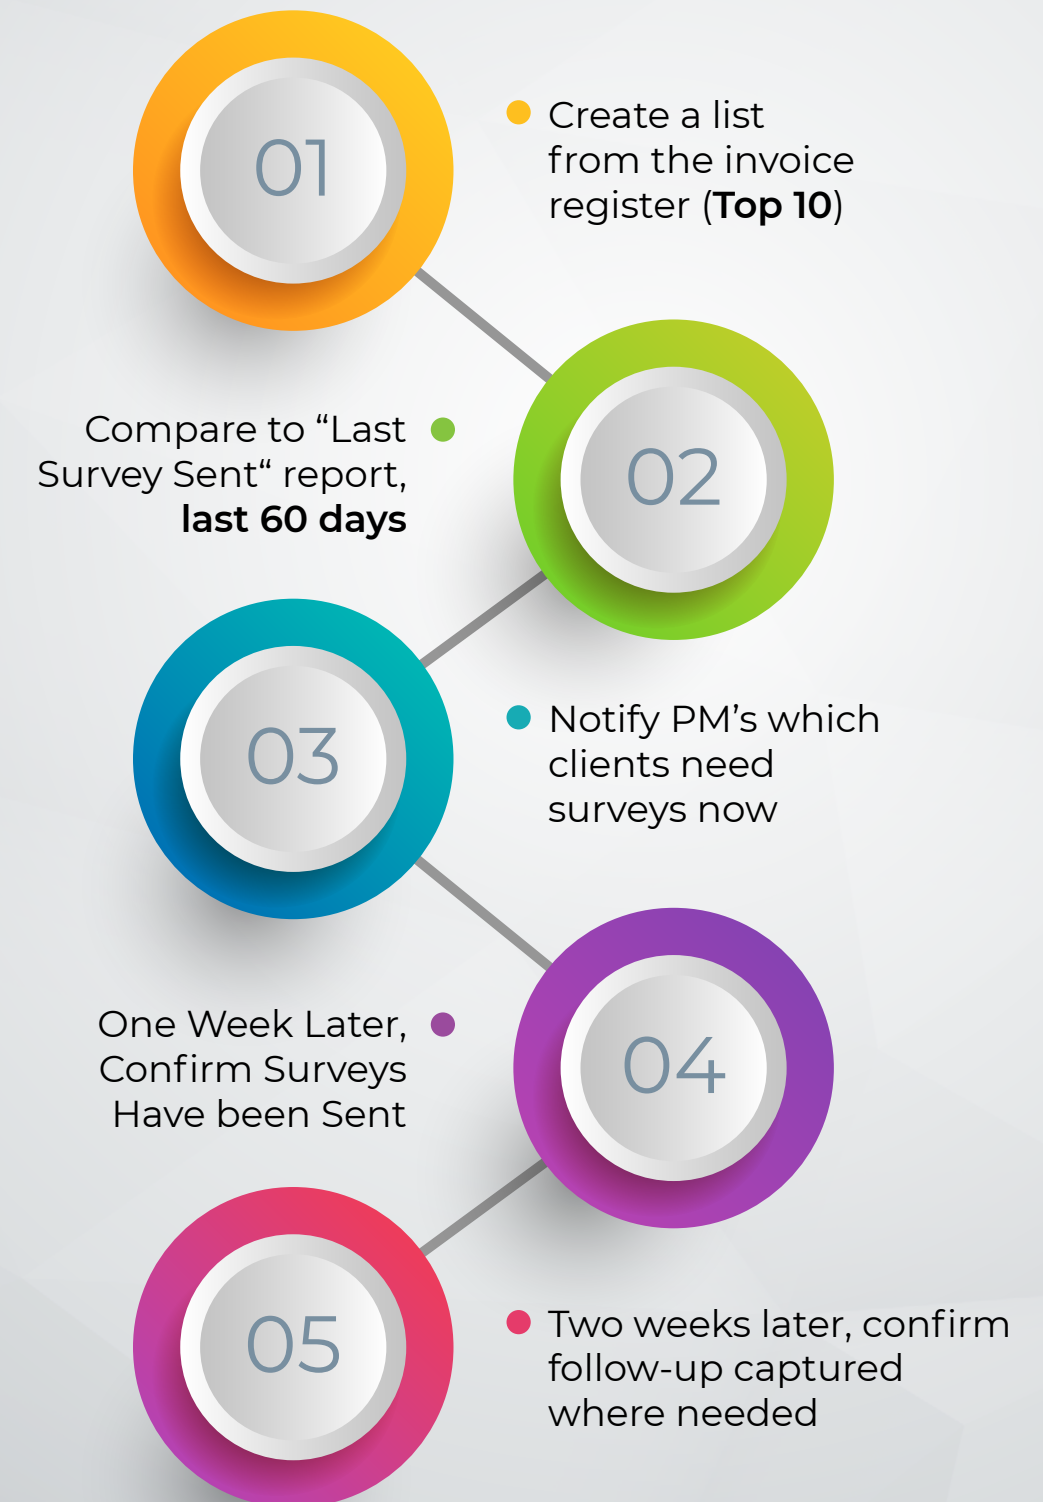 01
Create a list
from the invoice
register (Top 10)
02
Compare to “Last
Survey Sent“ report,
last 60 days
03
Notify PM’s which
clients need
surveys now
04
One Week Later,
Confirm Surveys
Have been Sent
05
Two weeks later, confirm
follow-up captured
where needed